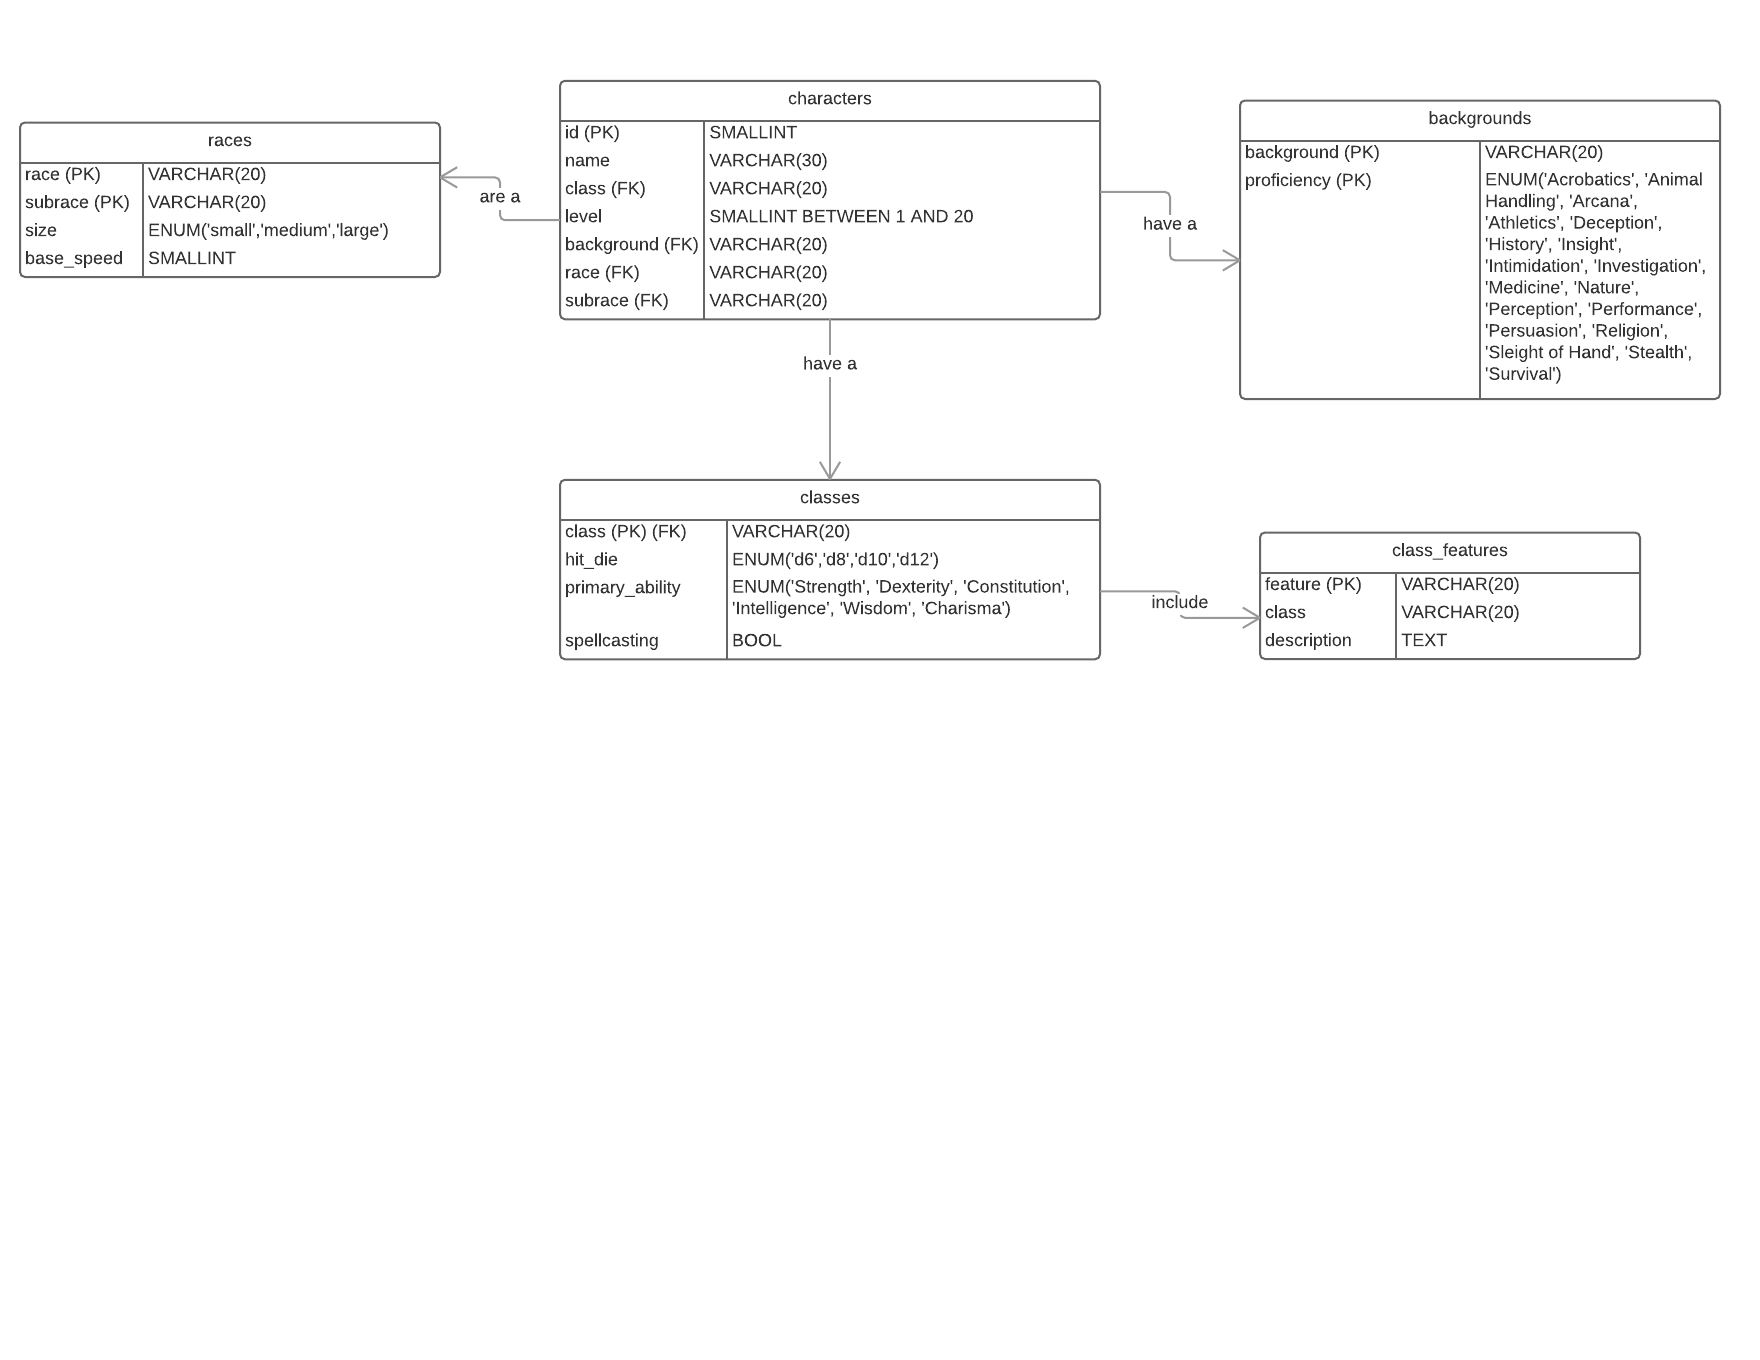 characters
id (PK) SMALLINT
name VARCHAR(30)
class (FK) VARCHAR(20)
level SMALLINT BETWEEN 1 AND 20
background (FK) VARCHAR(20)
race (FK) VARCHAR(20)
subrace (FK) VARCHAR(20)
races
race (PK) VARCHAR(20)
subrace (PK) VARCHAR(20)
size ENUM('small','medium','large')
base_speed SMALLINT
are a
have a
backgrounds
background (PK) VARCHAR(20)
proficiency (PK) ENUM('Acrobatics', 'Animal
Handling', 'Arcana',
'Athletics', 'Deception',
'History', 'Insight',
'Intimidation', 'Investigation',
'Medicine', 'Nature',
'Perception', 'Performance',
'Persuasion', 'Religion',
'Sleight of Hand', 'Stealth',
'Survival')
have a
classes
class (PK) (FK) VARCHAR(20)
hit_die ENUM('d6','d8','d10','d12')
primary_ability ENUM('Strength', 'Dexterity', 'Constitution',
'Intelligence', 'Wisdom', 'Charisma')
spellcasting BOOL
include
class_features
feature (PK) VARCHAR(20)
class VARCHAR(20)
description TEXT